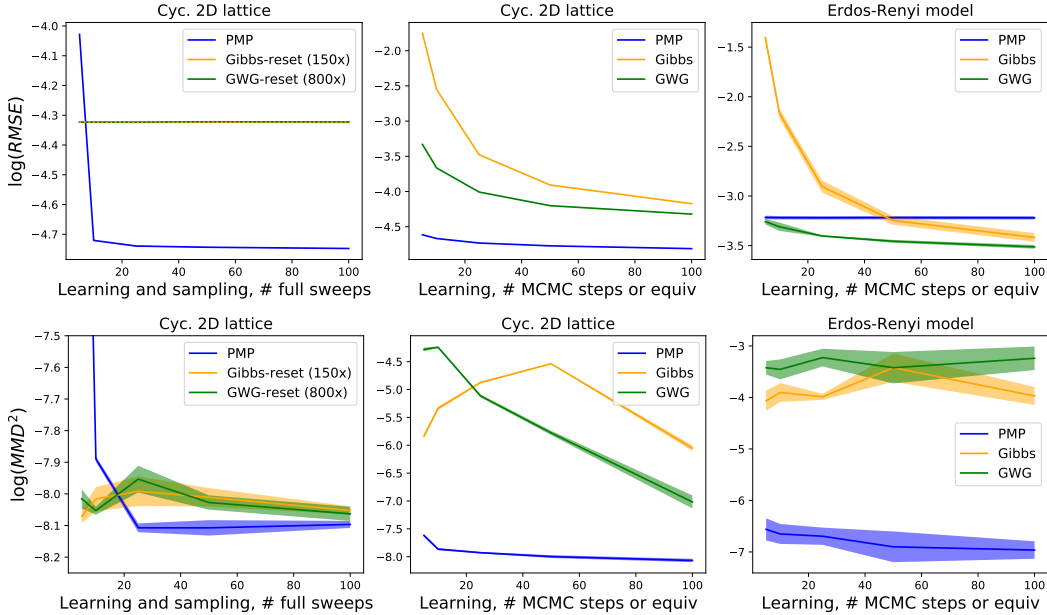 Cyc. 2D lattice
log(RMSE)
−4.0
−4.1
−4.2
−4.3
−4.4
−4.5
−4.6
−4.7
PMP
Gibbs-reset (150x)
GWG-reset (800x)
20 40 60 80 100
Learning and sampling, # full sweeps
Cyc. 2D lattice
−2.0
−2.5
−3.0
−3.5
−4.0
−4.5
PMP
Gibbs
GWG
20 40 60 80 100
Learning, # MCMC steps or equiv
Erdos-Renyi model
−1.5
−2.0
−2.5
−3.0
−3.5
PMP
Gibbs
GWG
20 40 60 80 100
Learning, # MCMC steps or equiv
Cyc. 2D lattice
log(MMD²)
−7.5
−7.6
−7.7
−7.8
−7.9
−8.0
−8.1
−8.2
PMP
Gibbs-reset (150x)
GWG-reset (800x)
20 40 60 80 100
Learning and sampling, # full sweeps
Cyc. 2D lattice
−4.5
−5.0
−5.5
−6.0
−6.5
−7.0
−7.5
−8.0
PMP
Gibbs
GWG
20 40 60 80 100
Learning, # MCMC steps or equiv
Erdos-Renyi model
−3
−4
−5
−6
−7
PMP
Gibbs
GWG
20 40 60 80 100
Learning, # MCMC steps or equiv